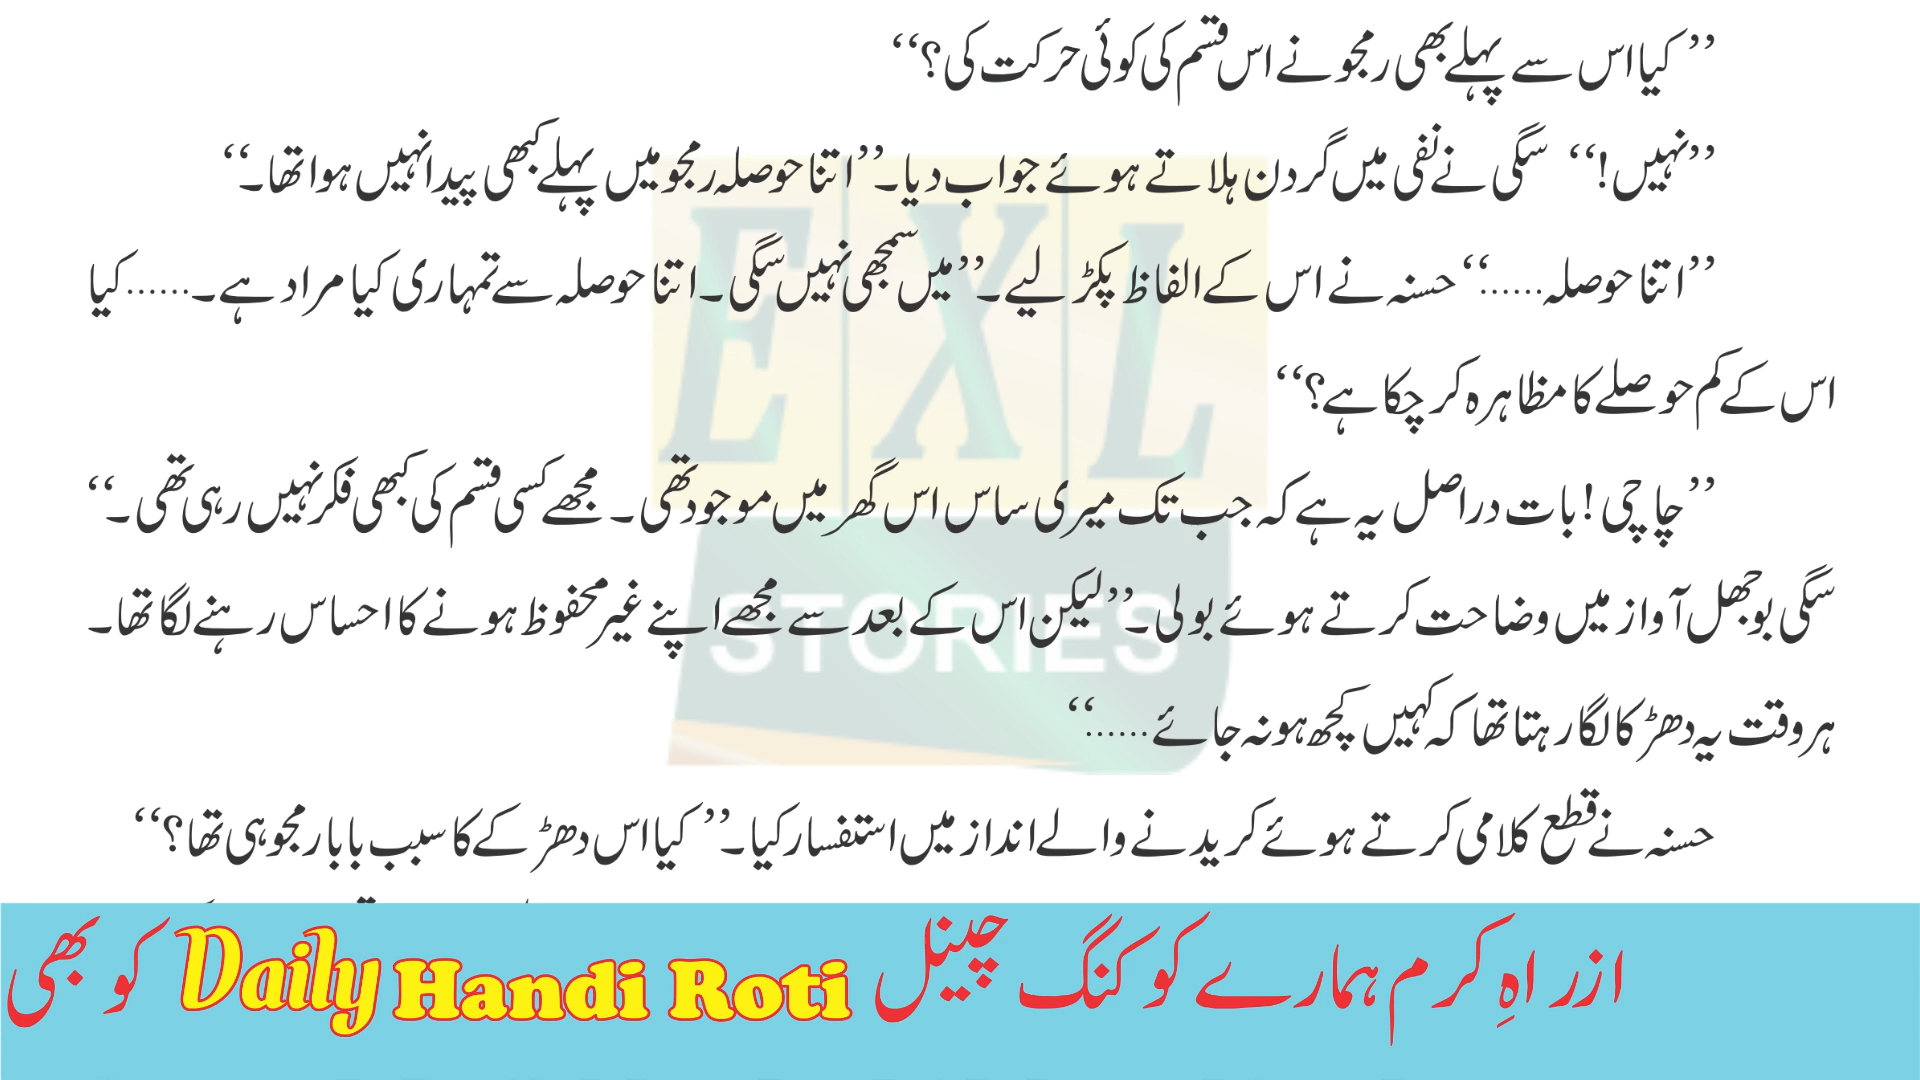 ’’ کیا اس سے پہلے بھی رمجو نے اس قسم کی کوئی حرکت کی؟‘‘
’’نہیں!‘‘ سگی نے نفی میں گردن ہلاتے ہوئے جواب دیا۔’’اتنا حوصلہ رمجو میں پہلے کبھی پیدا نہیں ہوا تھا۔‘‘
’’اتنا حوصلہ......‘‘ حسنہ نے اس کے الفاظ پکڑ لیے۔’’میں سمجھی نہیں سگی۔ اتنا حوصلہ سے تمہاری کیا مراد ہے۔......کیا
اس کے کم حوصلے کا مظاہرہ کر چکا ہے؟‘‘
’’چاچی! بات دراصل یہ ہے کہ جب تک میری ساس اس گھر میں موجود تھی۔ مجھے کسی قسم کی کبھی فکر نہیں رہی تھی۔‘‘
سگی بوجھل آواز میں وضاحت کرتے ہوئے بولی۔’’لیکن اس کے بعد سے مجھے اپنے غیر محفوظ ہونے کا احساس رہنے لگا تھا۔
ہر وقت یہ دھڑکا لگا رہتا تھا کہ کہیں کچھ ہو نہ جائے......‘‘
حسنہ نے قطع کلامی کرتے ہوئے کریدنے والے انداز میں استفسار کیا۔’’ کیا اس دھڑکے کا سبب بابا رمجو ہی تھا؟‘‘
ازراہِ کرم ہمارے کوکنگ چینل Daily Handi Roti کو بھی
EXL
STORIES